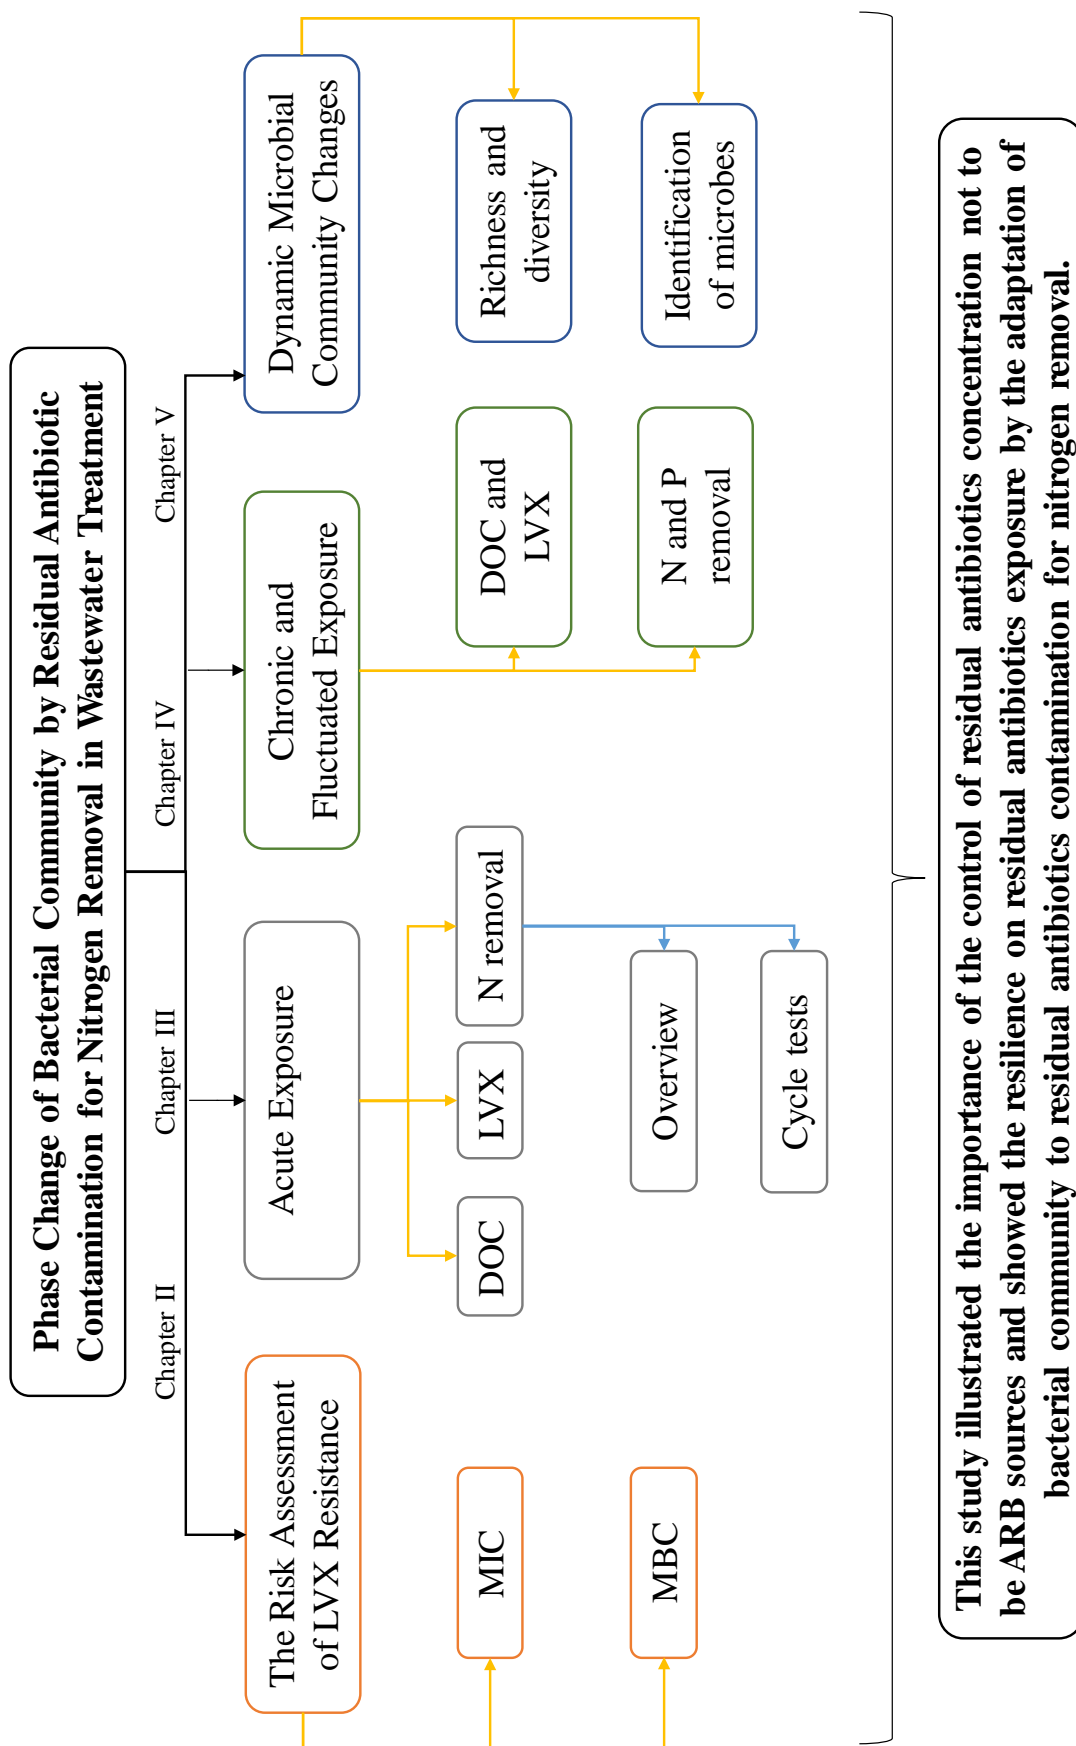 Phase Change of Bacterial Community by Residual Antibiotic
Contamination for Nitrogen Removal in Wastewater Treatment
Chapter II
Chapter III
Chapter IV
Chapter V
The Risk Assessment
of LVX Resistance
Acute Exposure
Chronic and
Fluctuated Exposure
Dynamic Microbial
Community Changes
MIC
DOC
LVX
N removal
DOC and
LVX
Richness and
diversity
MBC
Overview
N and P
removal
Identification
of microbes
Cycle tests
This study illustrated the importance of the control of residual antibiotics concentration not to
be ARB sources and showed the resilience on residual antibiotics exposure by the adaptation of
bacterial community to residual antibiotics contamination for nitrogen removal.